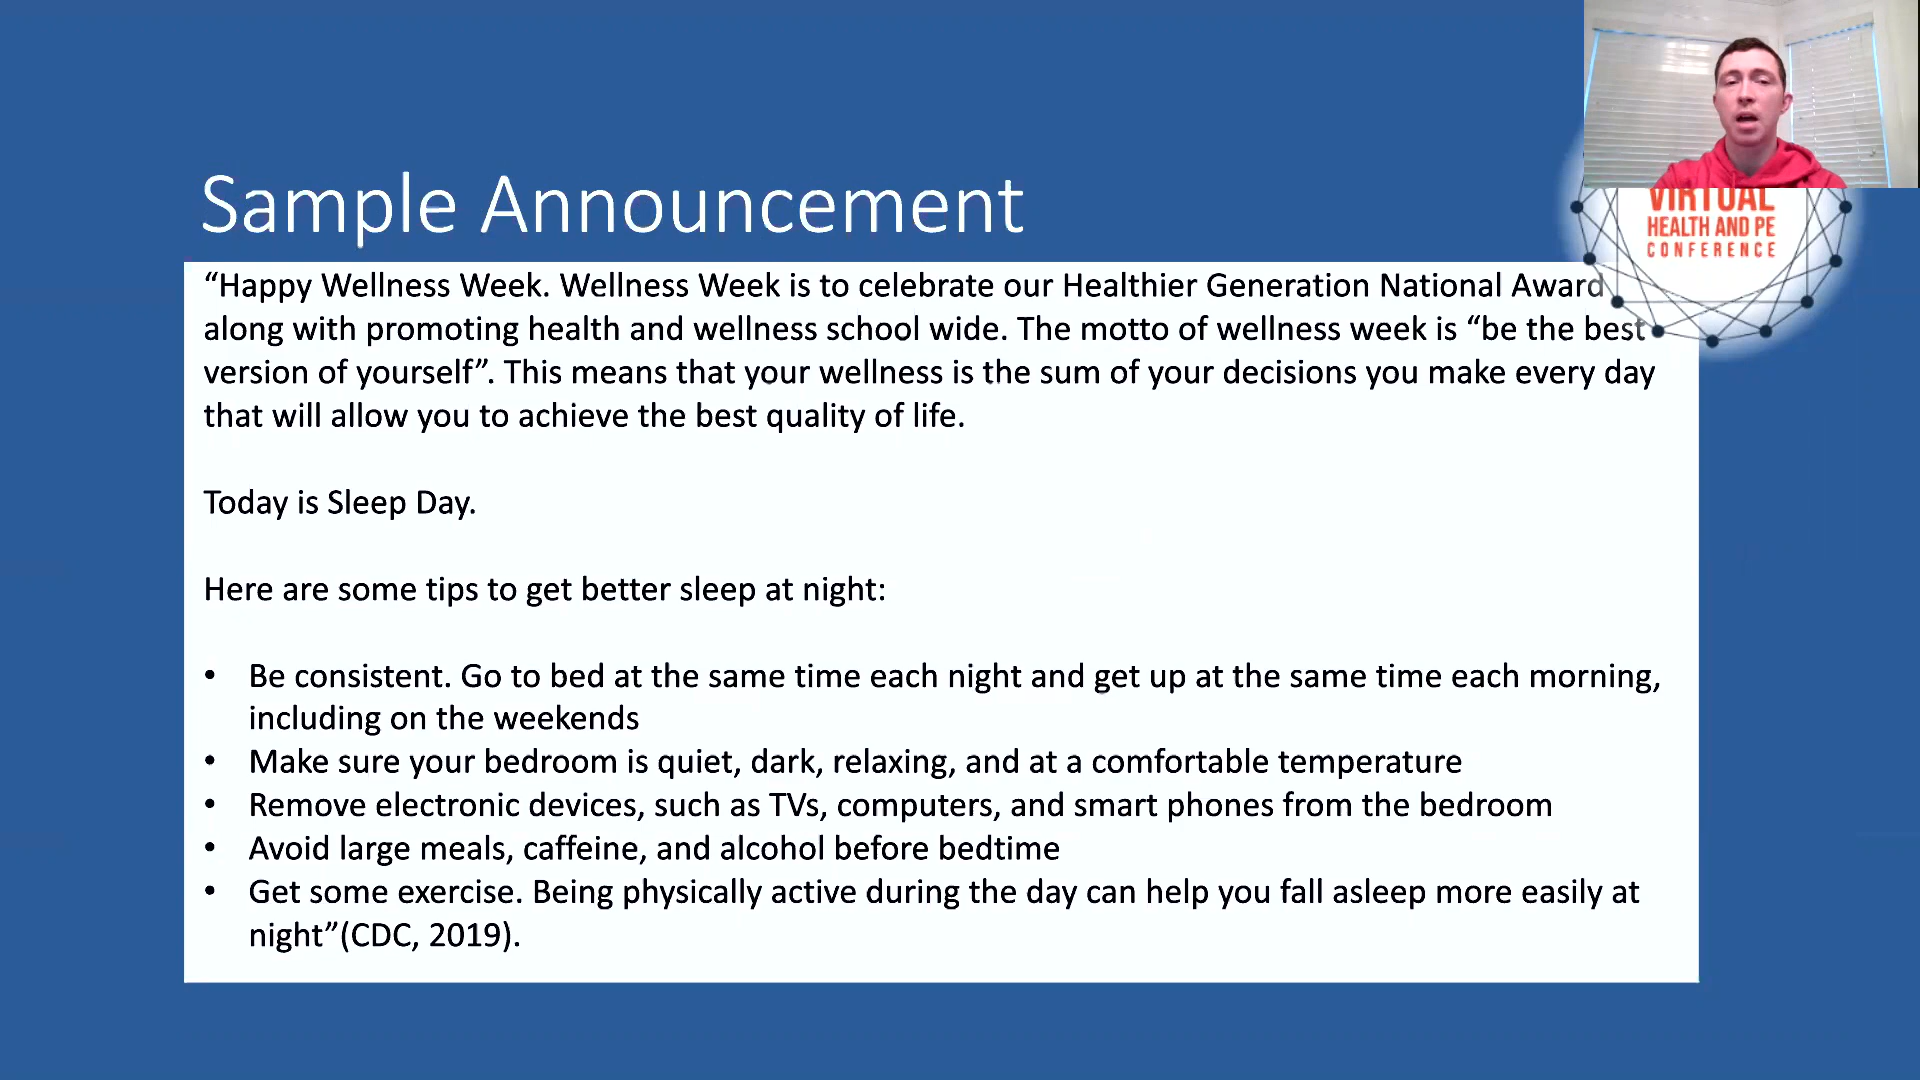 VIRTUAL
HEALTH AND PE
CONFERENCE
Sample Announcement
“Happy Wellness Week. Wellness Week is to celebrate our Healthier Generation National Award
along with promoting health and wellness school wide. The motto of wellness week is “be the best
version of yourself”. This means that your wellness is the sum of your decisions you make every day
that will allow you to achieve the best quality of life.
Today is Sleep Day.
Here are some tips to get better sleep at night:
• Be consistent. Go to bed at the same time each night and get up at the same time each morning,
including on the weekends
• Make sure your bedroom is quiet, dark, relaxing, and at a comfortable temperature
• Remove electronic devices, such as TVs, computers, and smart phones from the bedroom
• Avoid large meals, caffeine, and alcohol before bedtime
• Get some exercise. Being physically active during the day can help you fall asleep more easily at
night”(CDC, 2019).